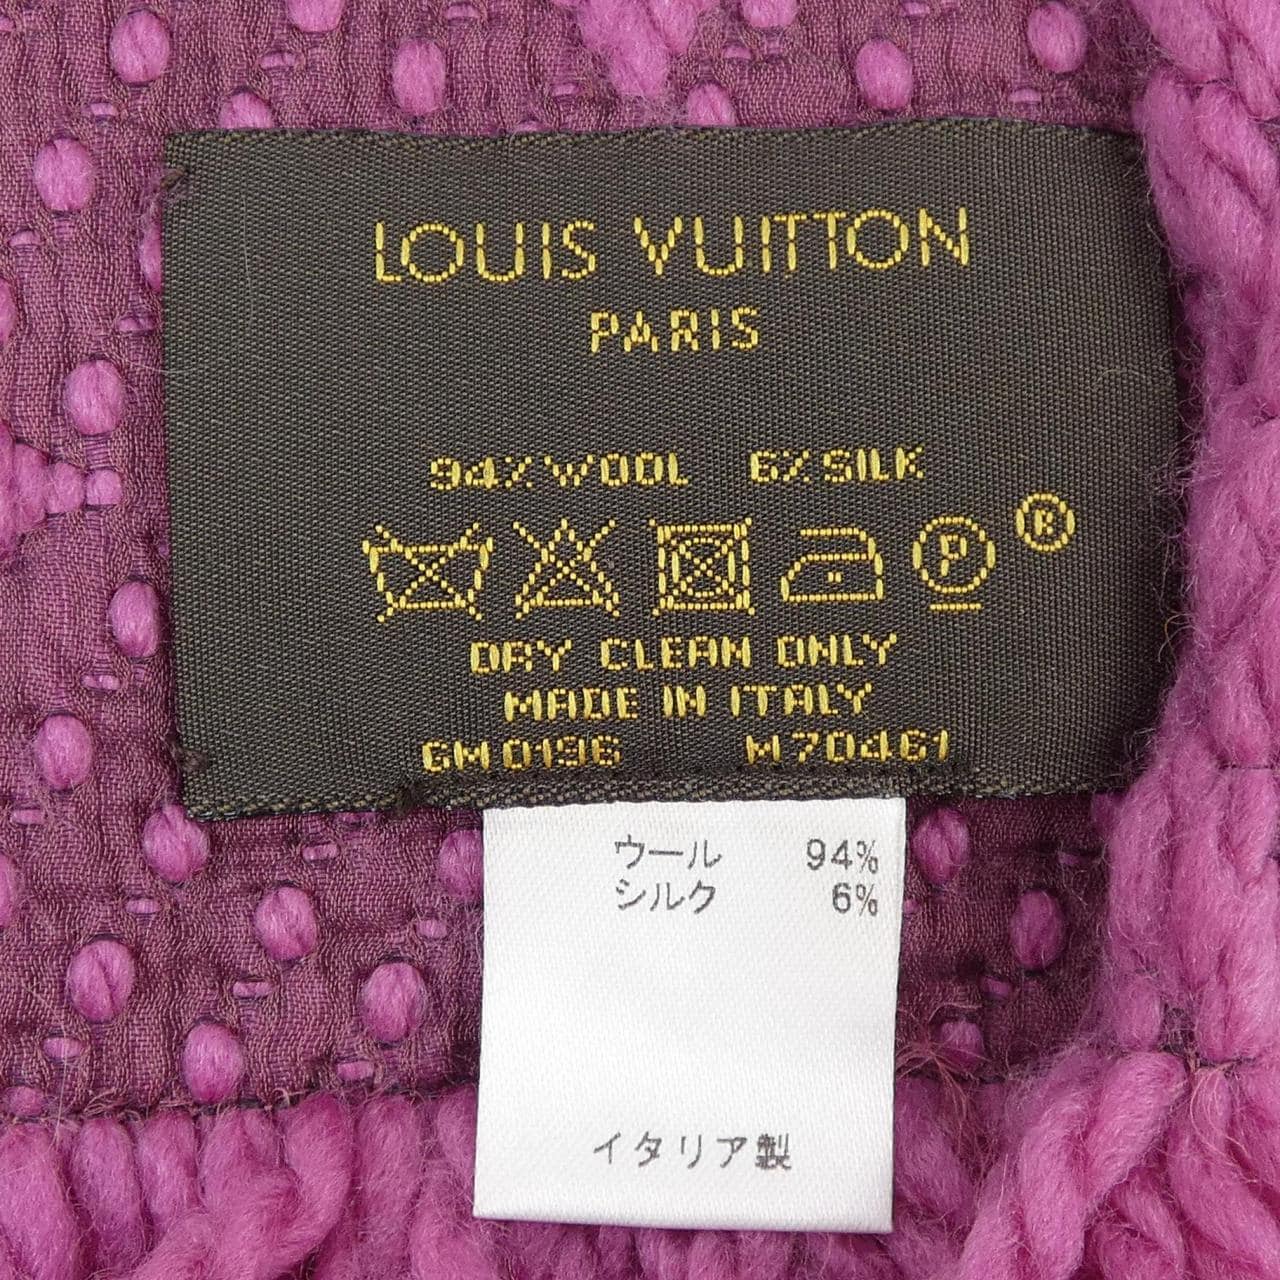 LOUIS VUITTON
PARIS
94% WOOL 6% SILK
P ®
DRY CLEAN ONLY
MADE IN ITALY
GM0196 M70461
ウール 94%
シルク 6%
イタリア製